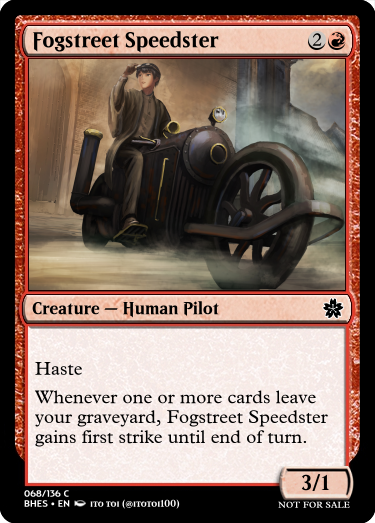 Fogstreet Speedster 2
Creature — Human Pilot
Haste
Whenever one or more cards leave
your graveyard, Fogstreet Speedster
gains first strike until end of turn.
3/1
068/136 C
BHES • EN ITO TOI (@ITOTOI100)
NOT FOR SALE